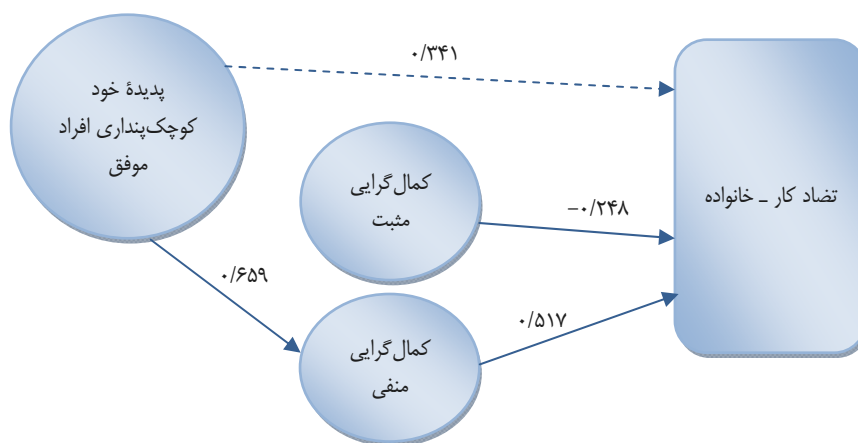 ۰/۳۴۱
پدیدۀ خود
کوچک‌پنداری افراد
موفق
کمال‌گرایی
مثبت
-۰/۲۴۸
تضاد کار - خانواده
۰/۶۵۹
۰/۵۱۷
کمال‌گرایی
منفی